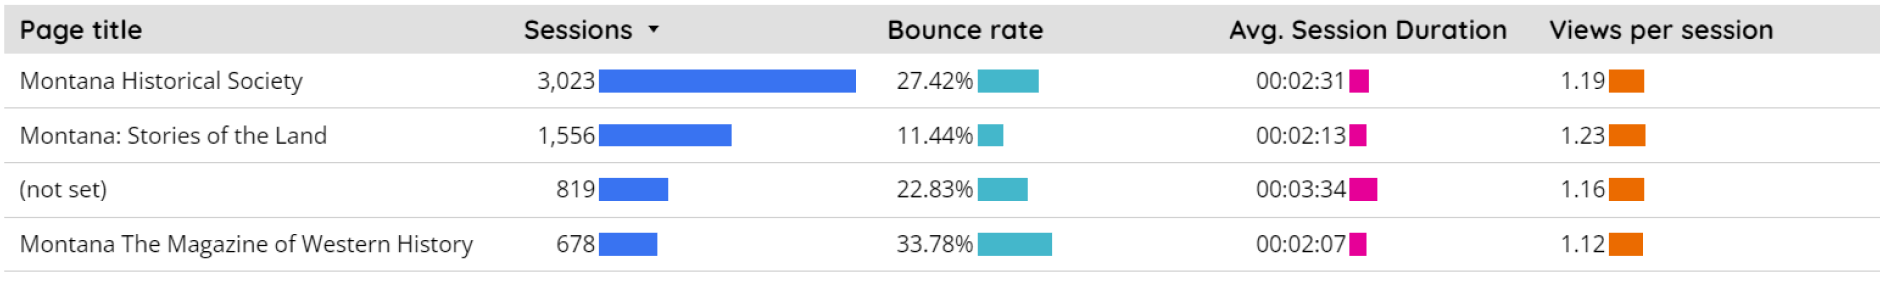 Page title Sessions Bounce rate Avg. Session Duration Views per session
Montana Historical Society 3,023 27.42% 00:02:31 1.19
Montana: Stories of the Land 1,556 11.44% 00:02:13 1.23
(not set) 819 22.83% 00:03:34 1.16
Montana The Magazine of Western History 678 33.78% 00:02:07 1.12